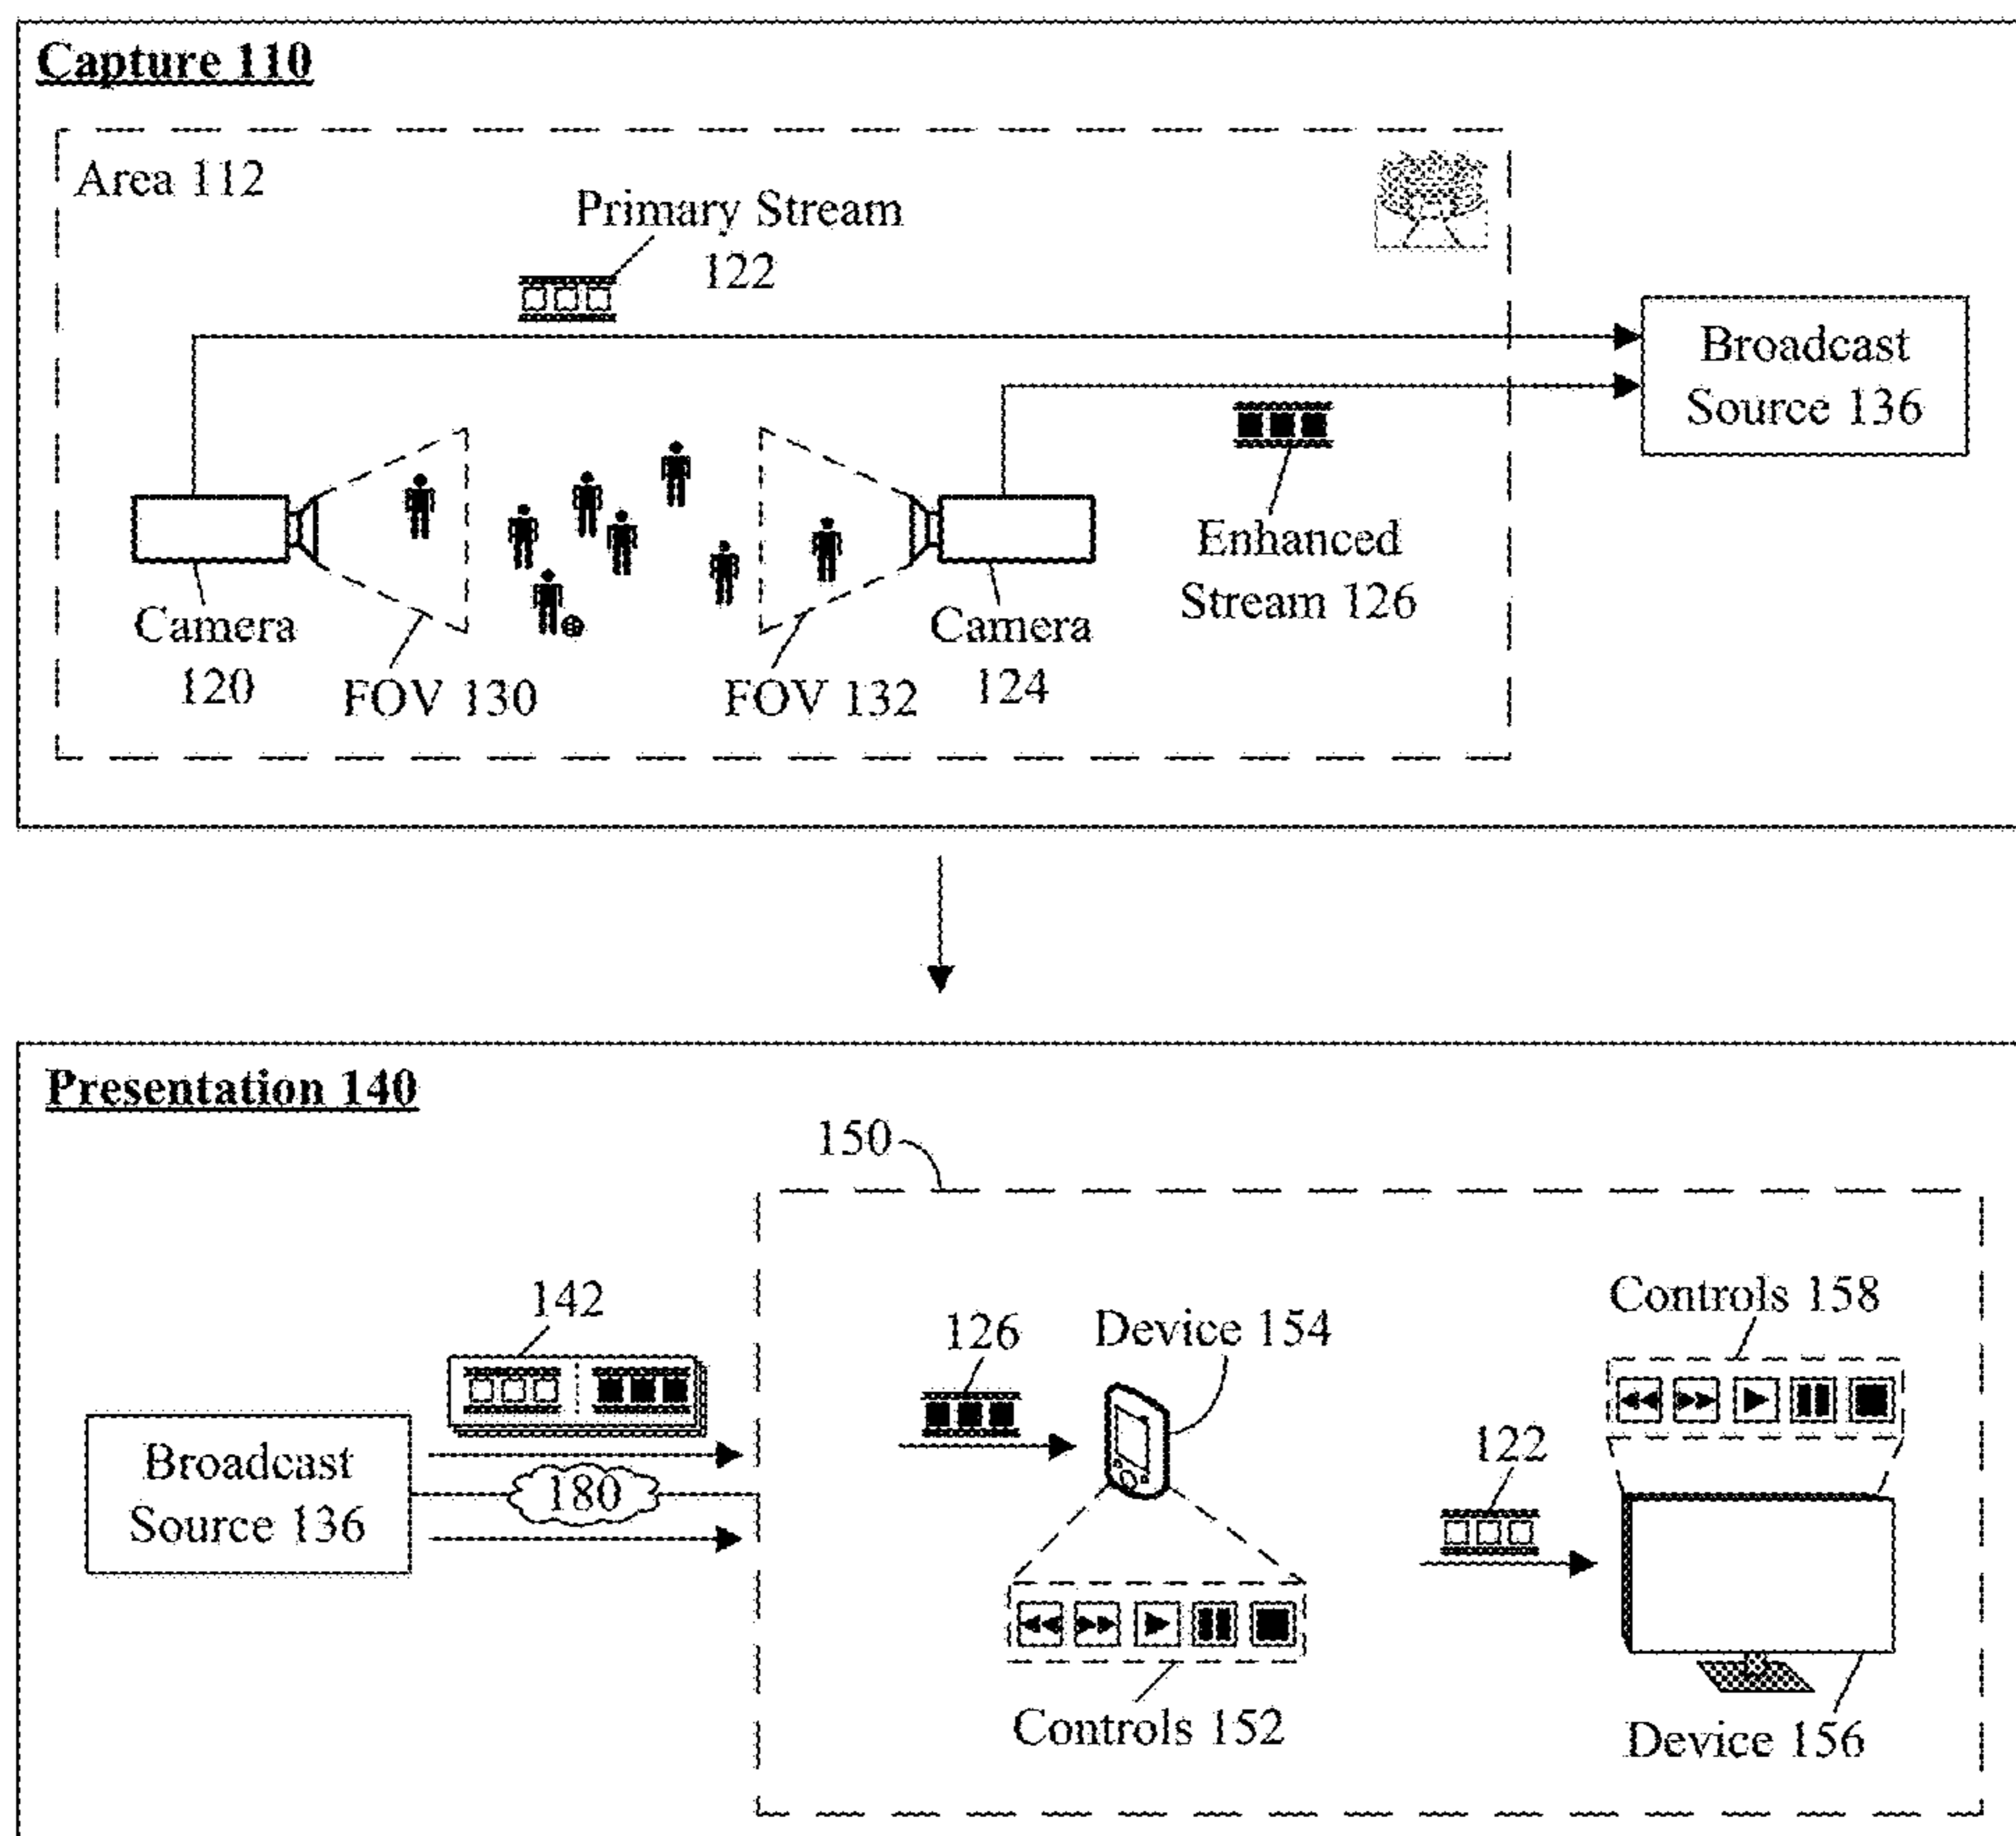 Capture 110
Area 112
Primary Stream
122
Broadcast
Source 136
Enhanced
Stream 126
Camera
120
FOV 130
FOV 132
Camera
124
Presentation 140
150
142
Broadcast
Source 136
180
126
Device 154
Controls 152
Controls 158
122
Device 156